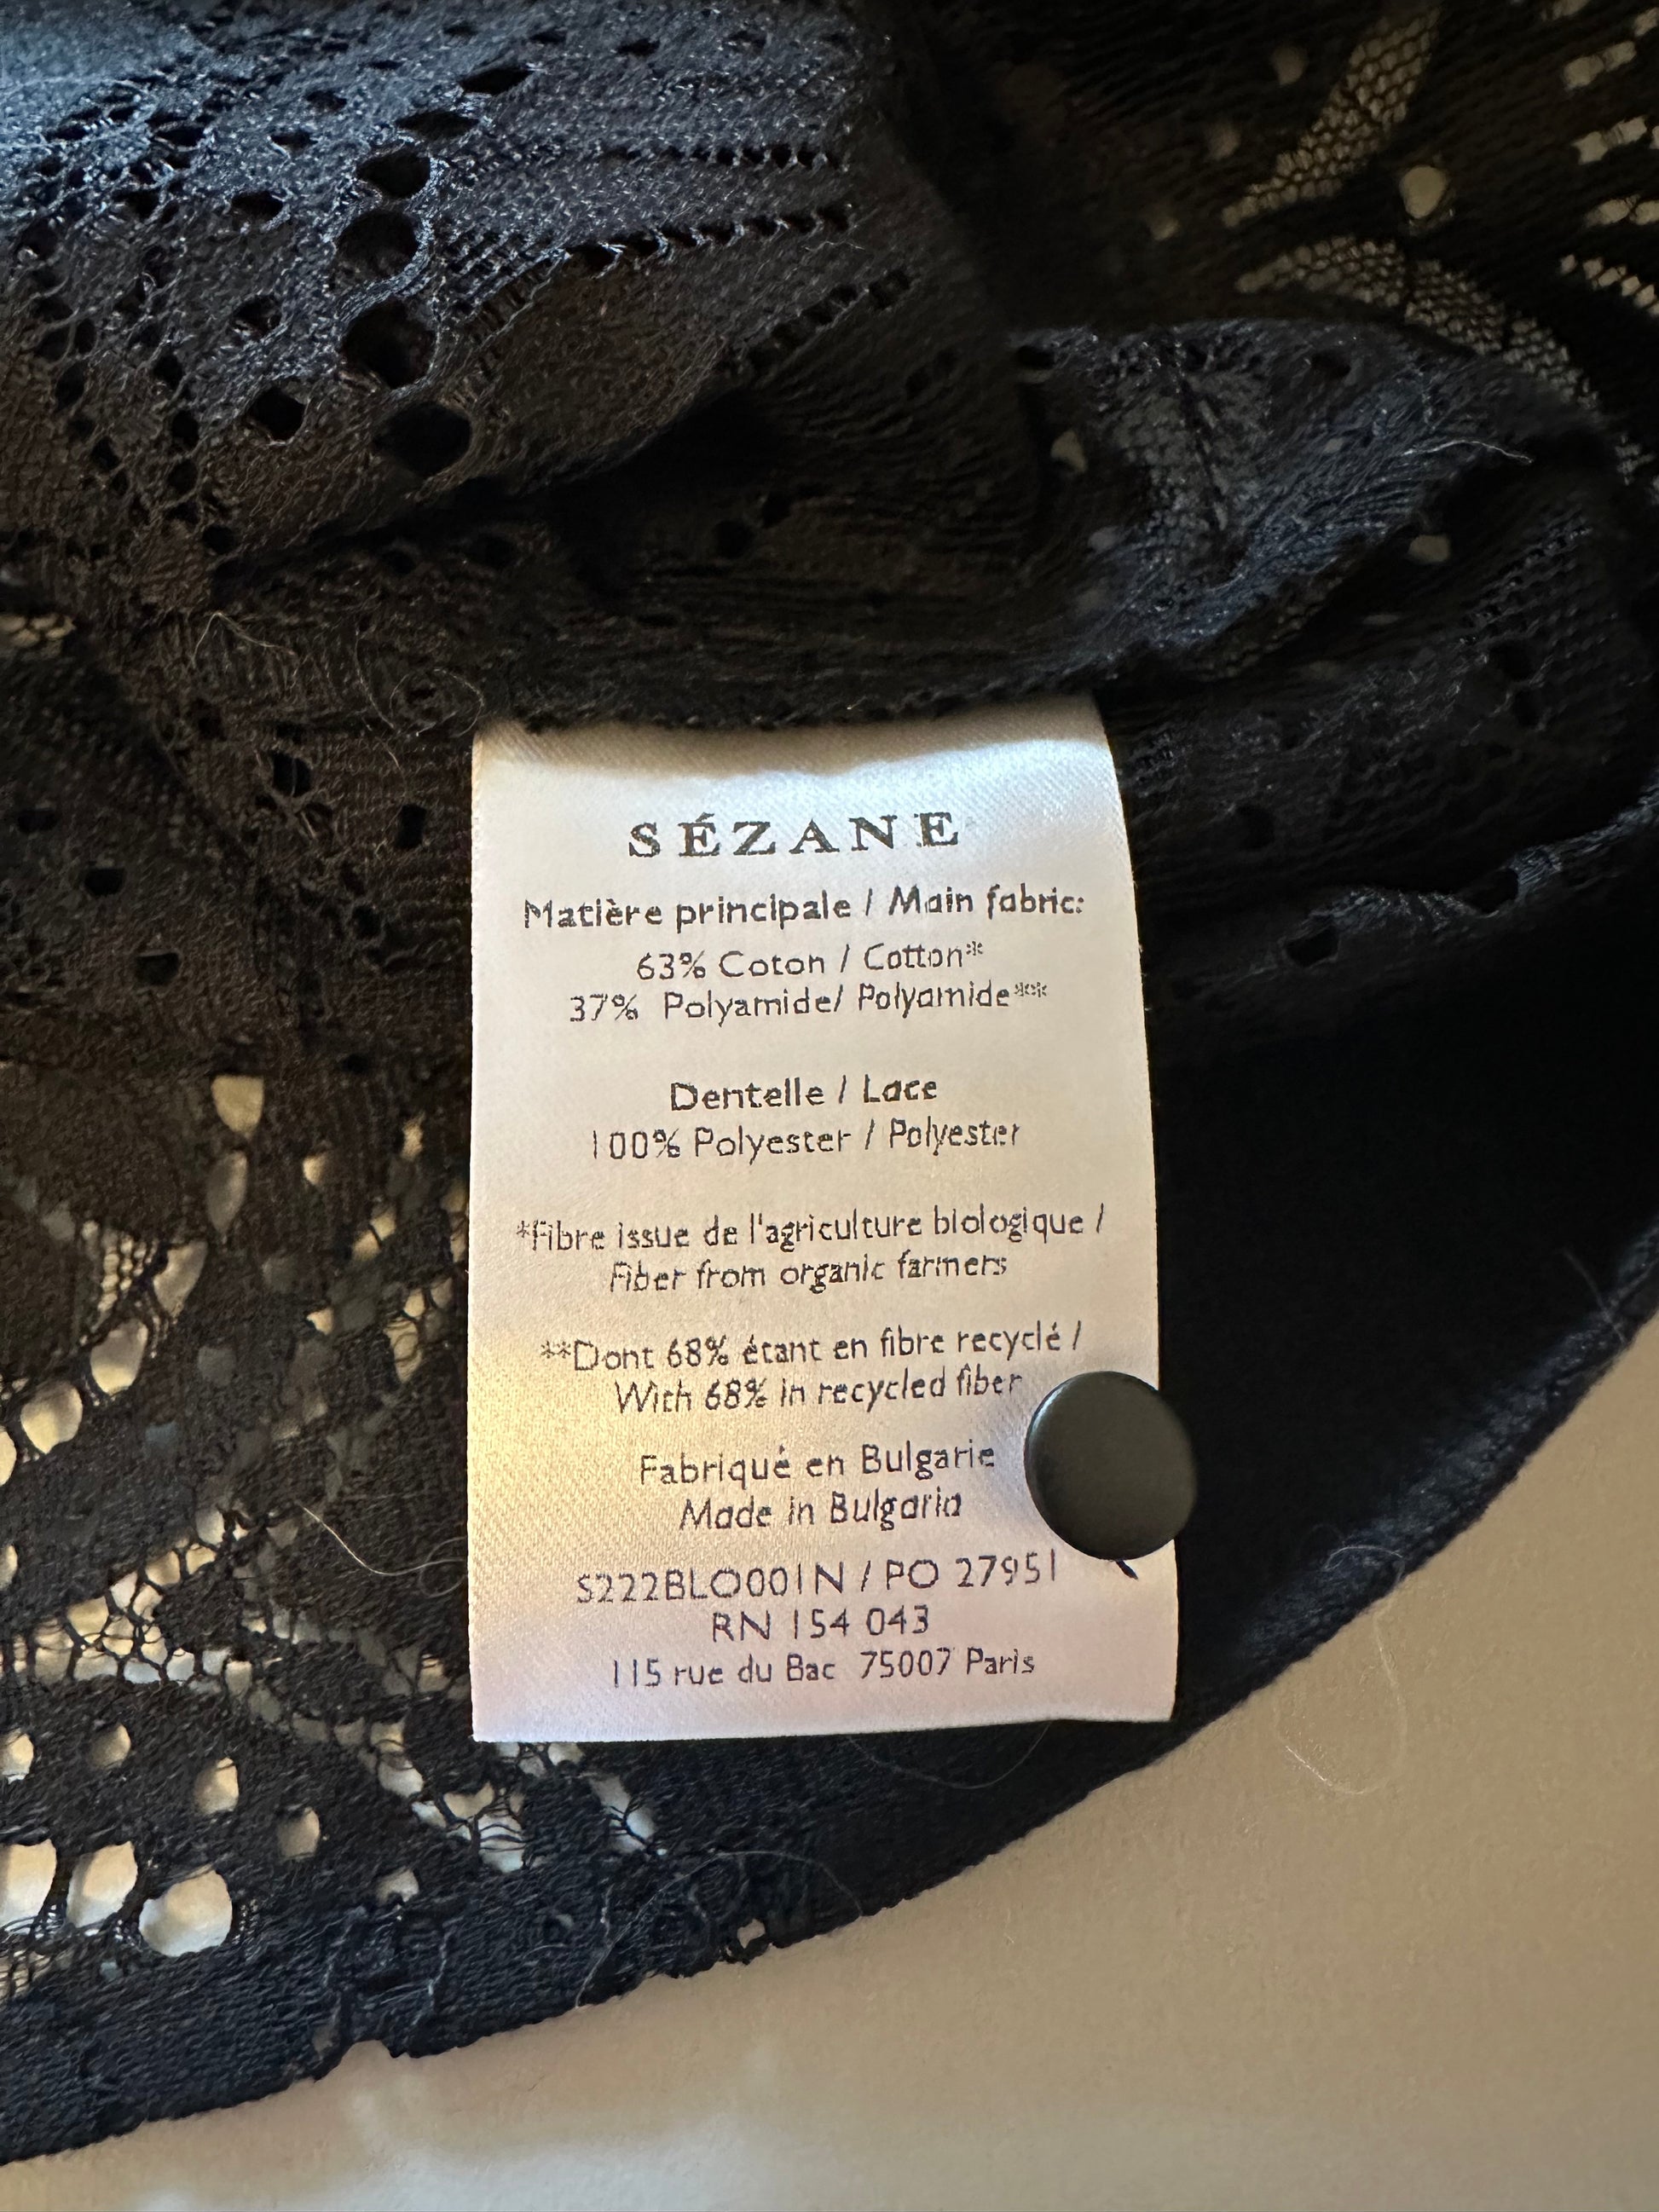 SÉZANE
Matière principale / Main fabric:
63% Coton / Cotton*
37% Polyamide/ Polyamide**
Dentelle / Lace
100% Polyester / Polyester
*Fibre issue de l'agriculture biologique /
Fiber from organic farmers
**Dont 68% étant en fibre recyclé /
With 68% in recycled fiber
Fabriqué en Bulgarie
Made in Bulgaria
S222BLO001N / PO 27951
RN 154 043
115 rue du Bac 75007 Paris